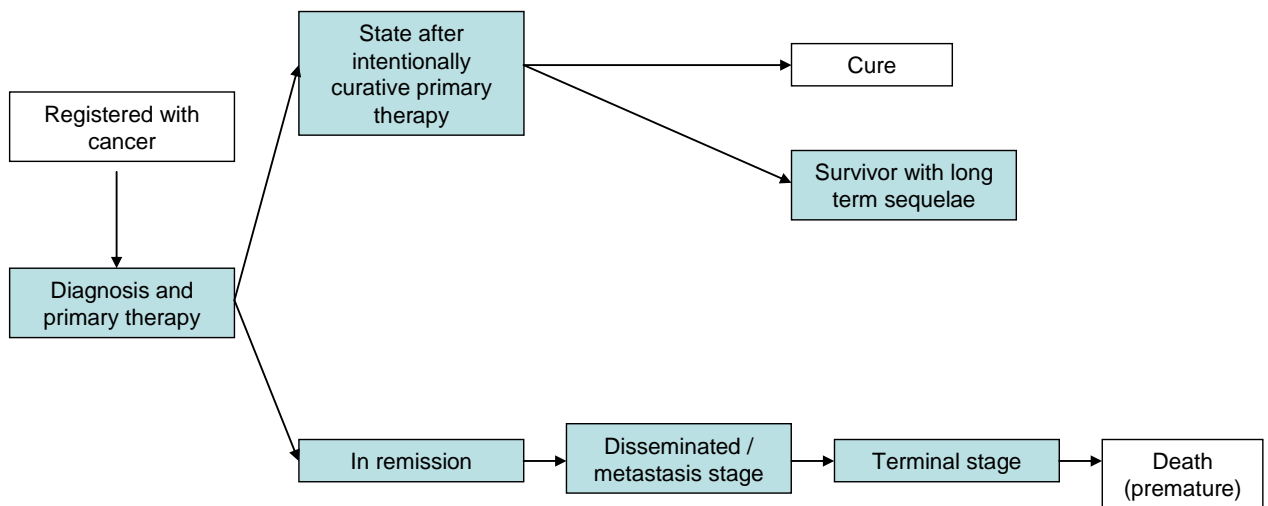 State after
intentionally
curative primary
therapy
Cure
Registered with
cancer
Survivor with long
term sequelae
Diagnosis and
primary therapy
In remission
Disseminated /
metastasis stage
Terminal stage
Death
(premature)